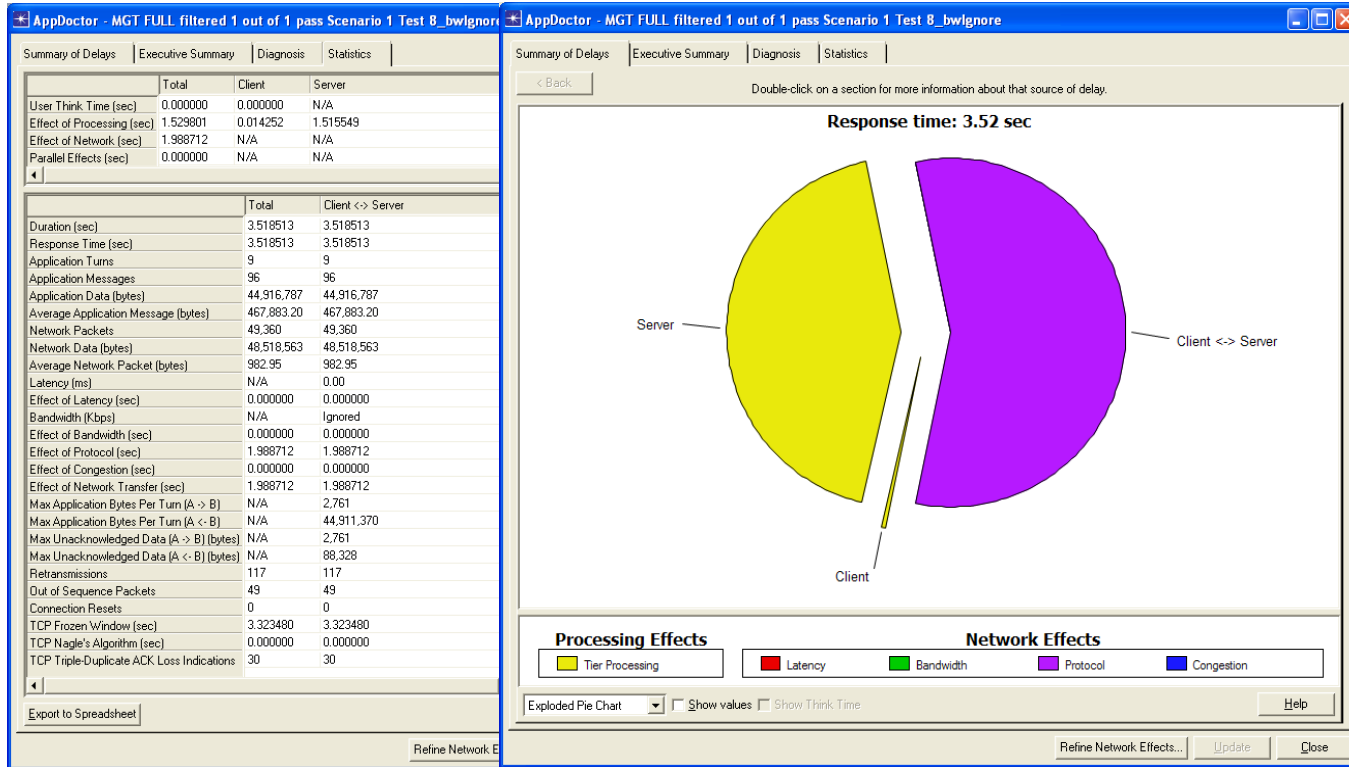 AppDoctor - MGT FULL filtered 1 out of 1 pass Scenario 1 Test 8_bwIgnore
Summary of Delays Executive Summary Diagnosis Statistics
Total Client Server
User Think Time (sec) 0.000000 0.000000 N/A
Effect of Processing (sec) 1.529801 0.014252 1.515549
Effect of Network (sec) 1.988712 N/A N/A
Parallel Effects (sec) 0.000000 N/A N/A
Total Client <-> Server
Duration (sec) 3.518513 3.518513
Response Time (sec) 3.518513 3.518513
Application Turns 9 9
Application Messages 96 96
Application Data (bytes) 44,916,787 44,916,787
Average Application Message (bytes) 467,883.20 467,883.20
Network Packets 49,360 49,360
Network Data (bytes) 48,518,563 48,518,563
Average Network Packet (bytes) 982.95 982.95
Latency (ms) N/A 0.00
Effect of Latency (sec) 0.000000 0.000000
Bandwidth (Kbps) N/A Ignored
Effect of Bandwidth (sec) 0.000000 0.000000
Effect of Protocol (sec) 1.988712 1.988712
Effect of Congestion (sec) 0.000000 0.000000
Effect of Network Transfer (sec) 1.988712 1.988712
Max Application Bytes Per Turn (A -> B) N/A 2,761
Max Application Bytes Per Turn (A <- B) N/A 44,911,370
Max Unacknowledged Data (A -> B) (bytes) N/A 2,761
Max Unacknowledged Data (A <- B) (bytes) N/A 88,328
Retransmissions 117 117
Out of Sequence Packets 49 49
Connection Resets 0 0
TCP Frozen Window (sec) 3.323480 3.323480
TCP Nagle's Algorithm (sec) 0.000000 0.000000
TCP Triple-Duplicate ACK Loss Indications 30 30
Export to Spreadsheet
Refine Network E
AppDoctor - MGT FULL filtered 1 out of 1 pass Scenario 1 Test 8_bwIgnore
Summary of Delays Executive Summary Diagnosis Statistics
< Back Double-click on a section for more information about that source of delay.
Response time: 3.52 sec
Server
Client <-> Server
Client
Processing Effects Network Effects
Tier Processing Latency Bandwidth Protocol Congestion
Exploded Pie Chart Show values Show Think Time Help
Refine Network Effects... Update Close